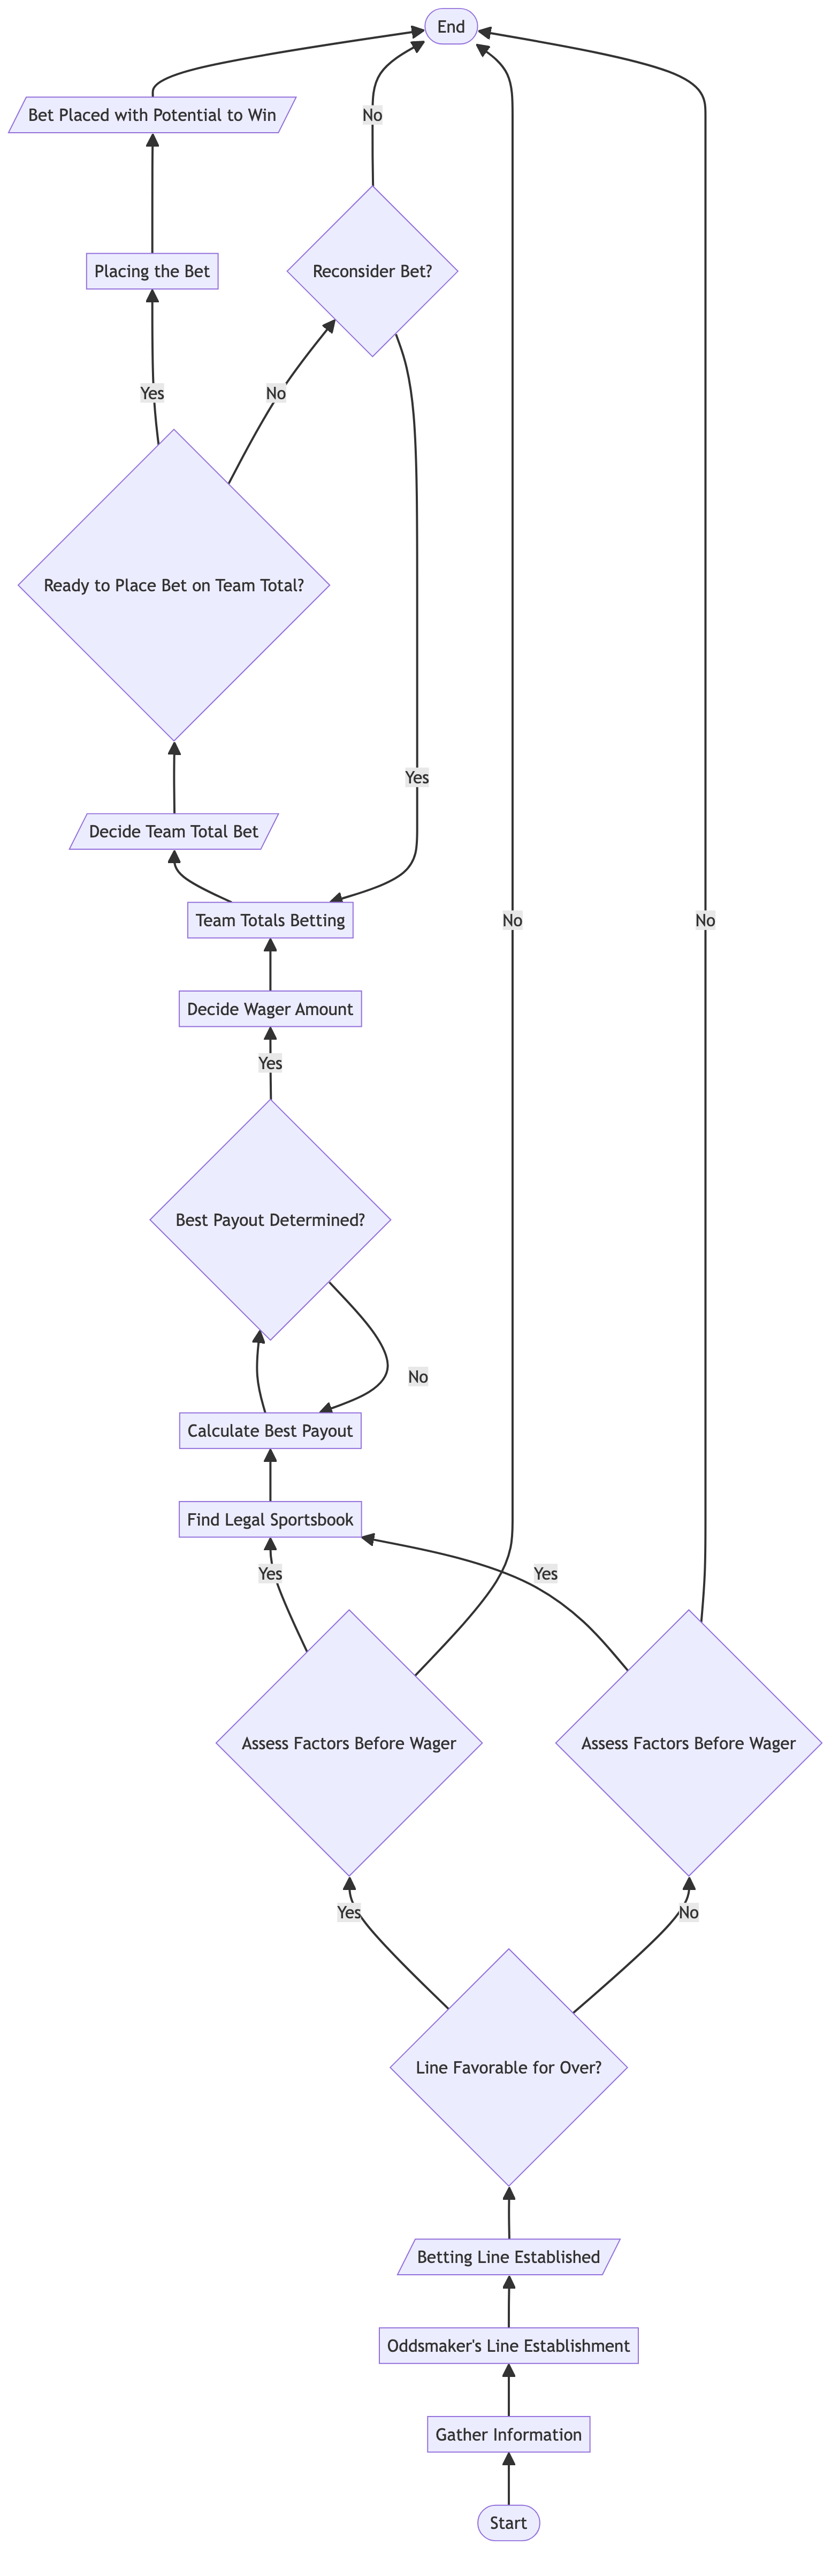 End
Bet Placed with Potential to Win
No
Placing the Bet
Reconsider Bet?
Yes
No
Ready to Place Bet on Team Total?
Yes
Decide Team Total Bet
Team Totals Betting
No
No
Decide Wager Amount
Yes
Best Payout Determined?
No
Calculate Best Payout
Find Legal Sportsbook
Yes
Yes
Assess Factors Before Wager
Assess Factors Before Wager
Yes
No
Line Favorable for Over?
Betting Line Established
Oddsmaker's Line Establishment
Gather Information
Start